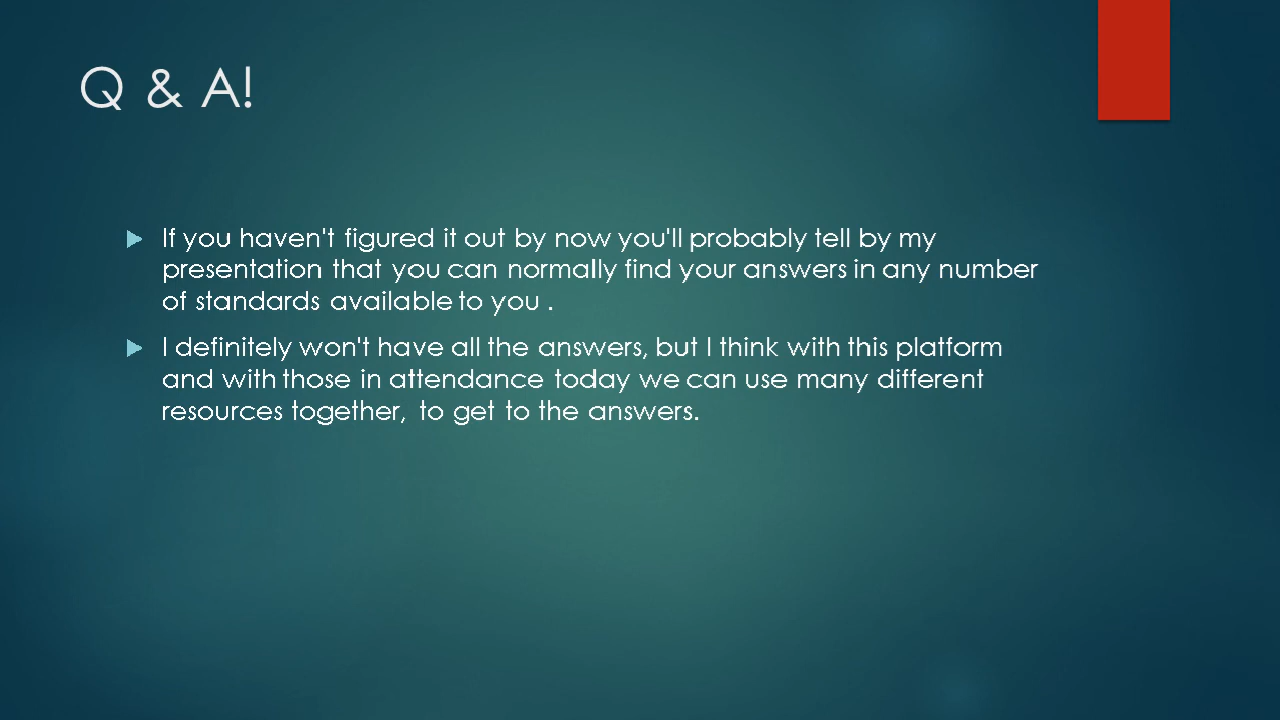 Q & A!
If you haven't figured it out by now you'll probably tell by my
presentation that you can normally find your answers in any number
of standards available to you .
I definitely won't have all the answers, but I think with this platform
and with those in attendance today we can use many different
resources together, to get to the answers.